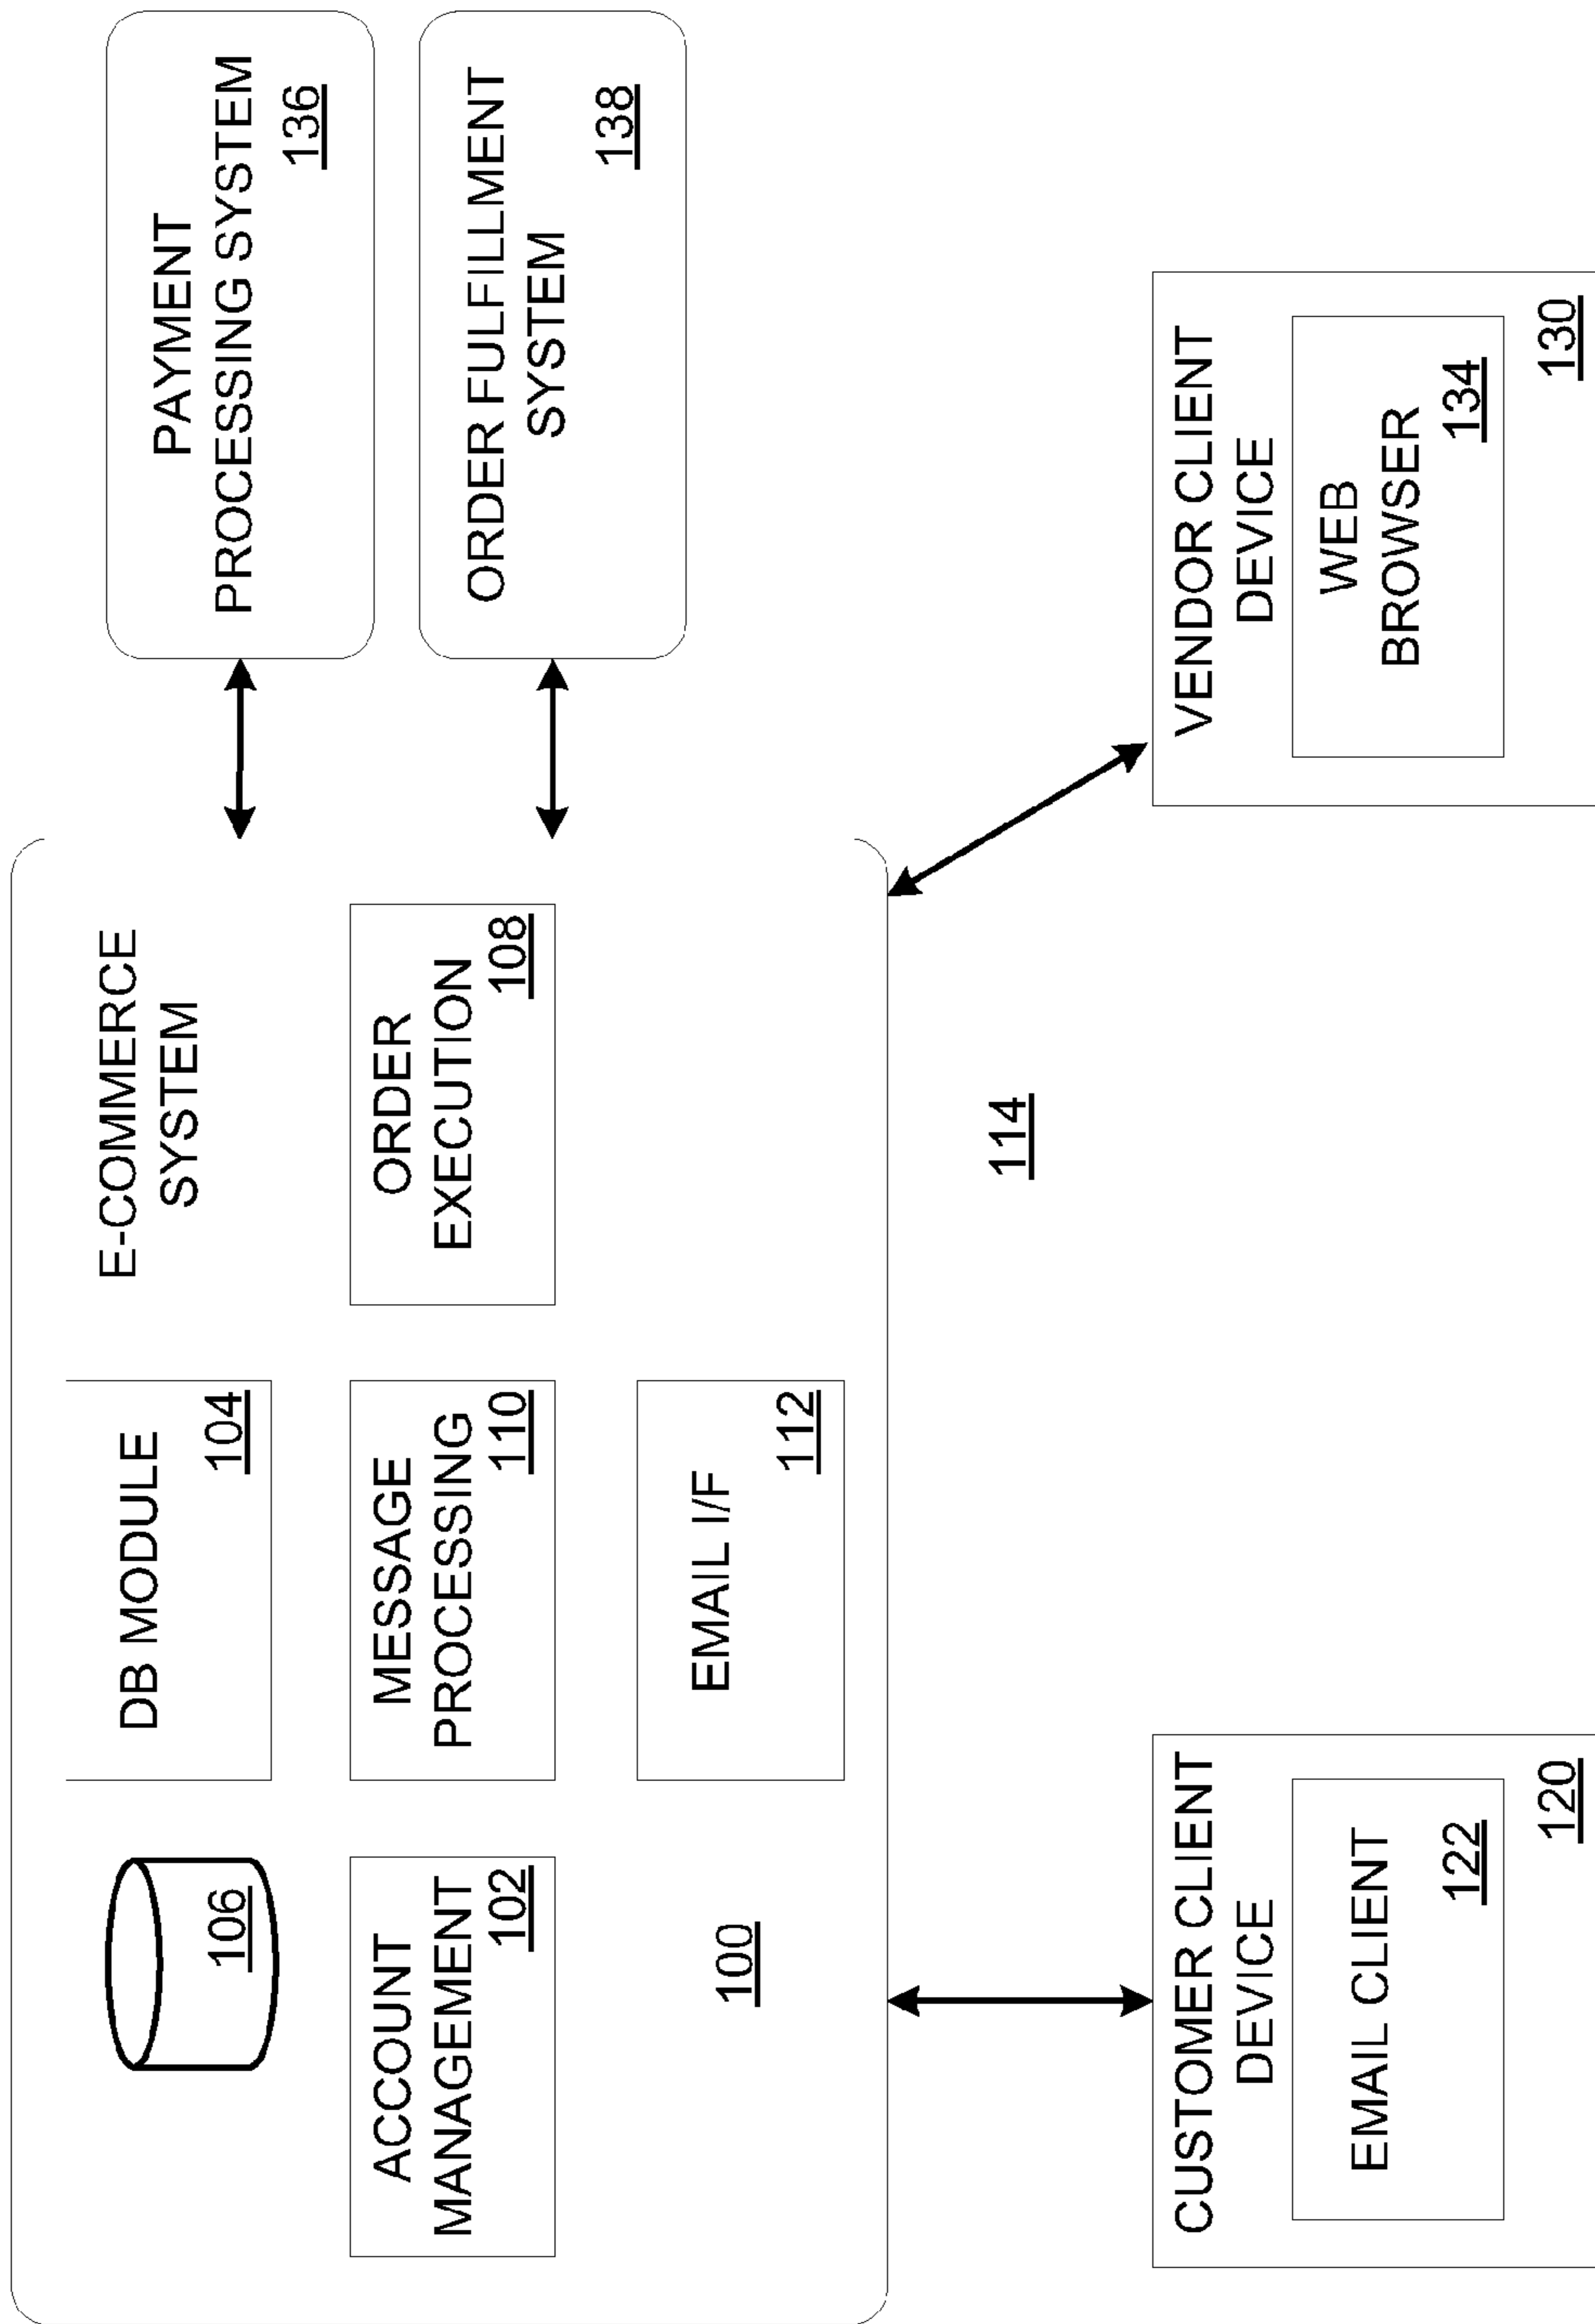 E-COMMERCE
SYSTEM
106
DB MODULE
104
ACCOUNT
MANAGEMENT
102
MESSAGE
PROCESSING
110
ORDER
EXECUTION
108
EMAIL I/F
112
100
PAYMENT
PROCESSING SYSTEM
136
ORDER FULFILLMENT
SYSTEM
138
114
CUSTOMER CLIENT
DEVICE
EMAIL CLIENT
122
120
VENDOR CLIENT
DEVICE
WEB
BROWSER
134
130